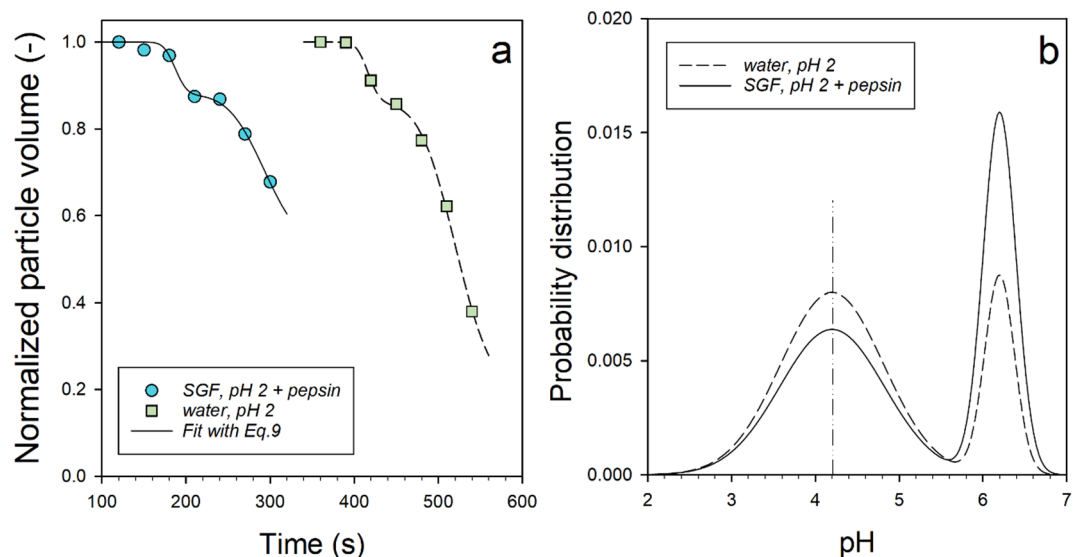 a
Normalized particle volume (-)
1.0
0.8
0.6
0.4
0.2
0.0
SGF, pH 2 + pepsin
water, pH 2
Fit with Eq.9
100 200 300 400 500 600
Time (s)
b
Probability distribution
0.020
0.015
0.010
0.005
0.000
water, pH 2
SGF, pH 2 + pepsin
2 3 4 5 6 7
pH